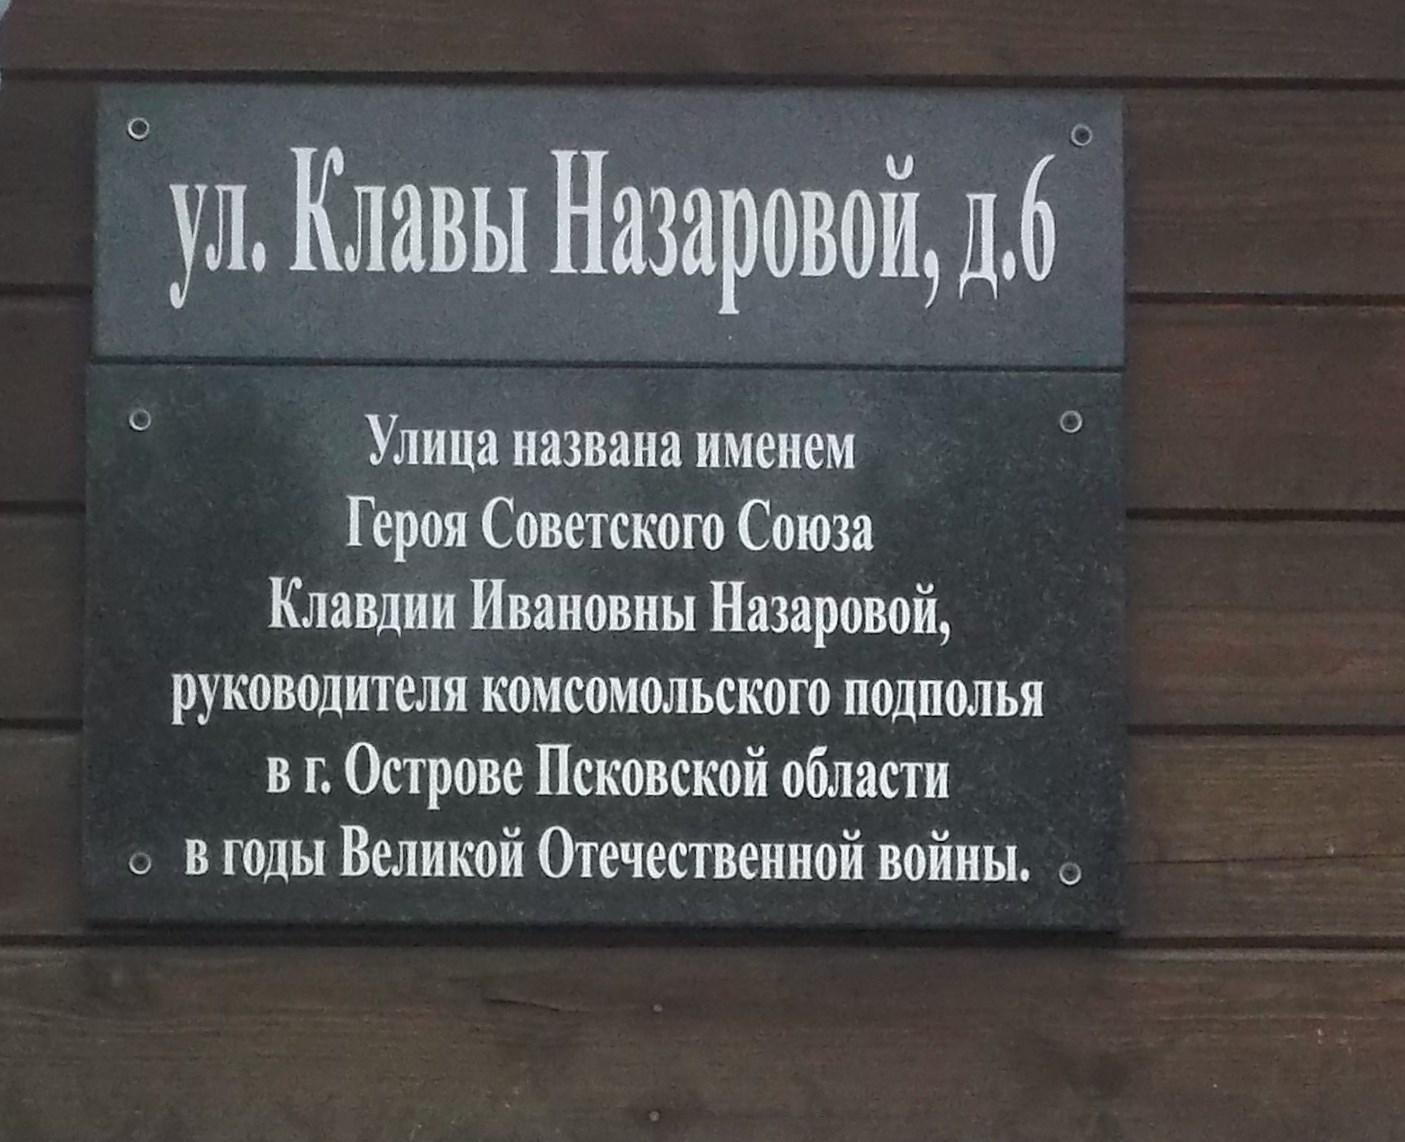 ул. Клавы Назаровой, д.6
Улица названа именем
Героя Советского Союза
Клавдии Ивановны Назаровой,
руководителя комсомольского подполья
в г. Острове Псковской области
в годы Великой Отечественной войны.